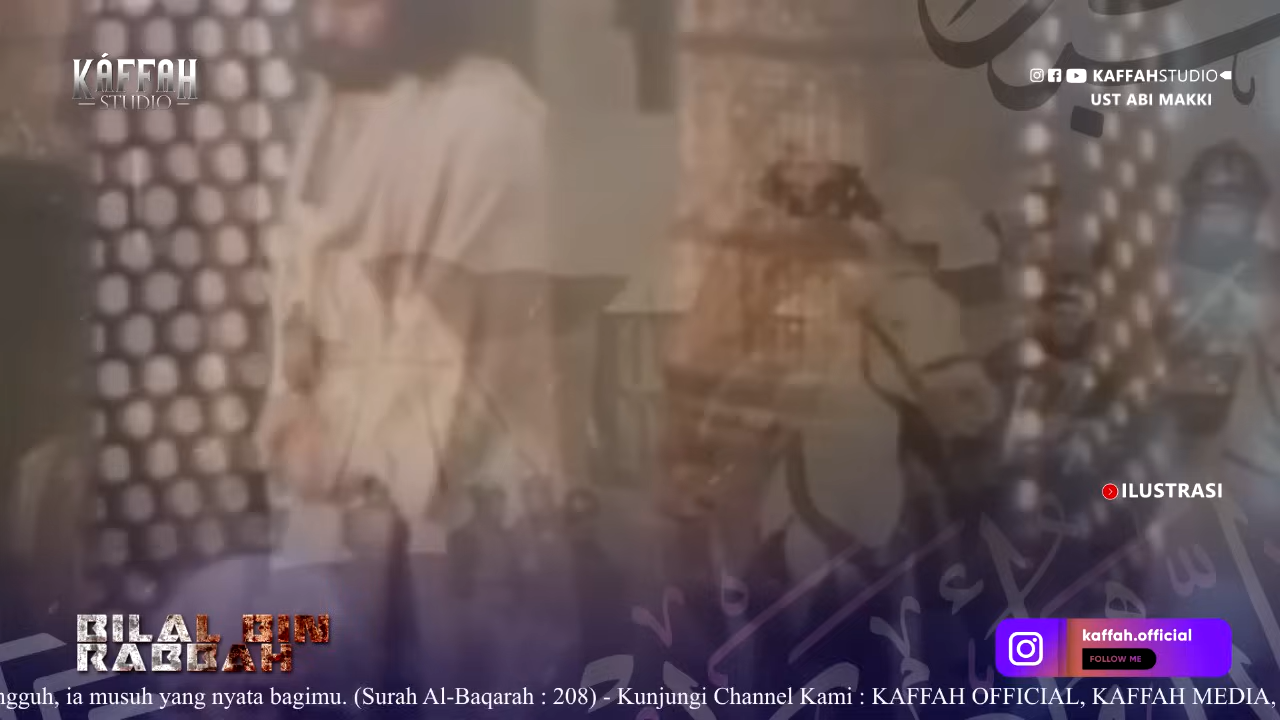 KÁFFAH
STUDIO
KAFFAHSTUDIO
UST ABI MAKKI
ILUSTRASI
BILAL BIN
RABBAH
kaffah.official
FOLLOW ME
ngguh, ia musuh yang nyata bagimu. (Surah Al-Baqarah : 208) - Kunjungi Channel Kami : KAFFAH OFFICIAL, KAFFAH MEDIA,